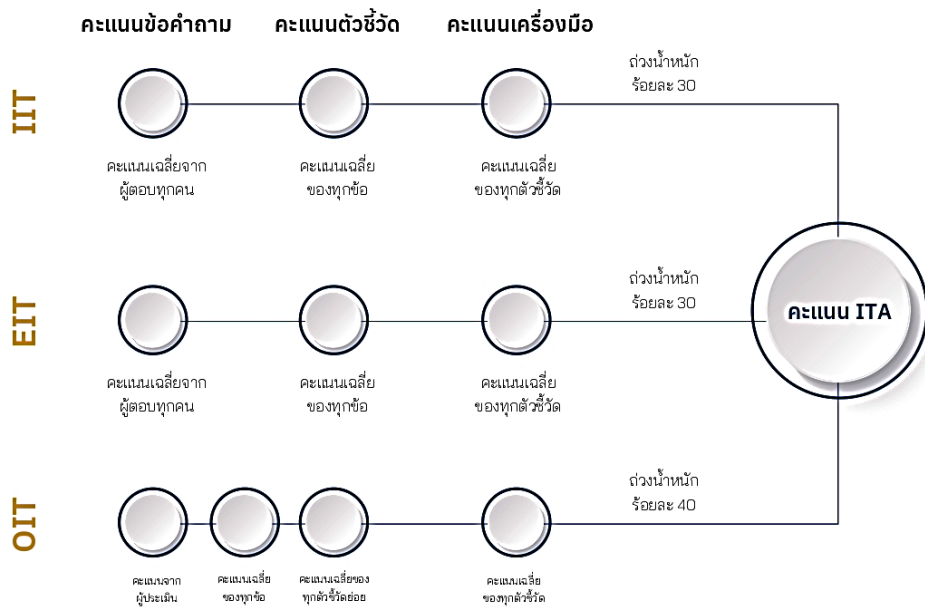 คะแนนข้อคำถาม
คะแนนตัวชี้วัด
คะแนนเครื่องมือ
IIT
ถ่วงน้ำหนัก
ร้อยละ 30
คะแนนเฉลี่ยจาก
ผู้ตอบทุกคน
คะแนนเฉลี่ย
ของทุกข้อ
คะแนนเฉลี่ย
ของทุกตัวชี้วัด
EIT
ถ่วงน้ำหนัก
ร้อยละ 30
คะแนน ITA
คะแนนเฉลี่ยจาก
ผู้ตอบทุกคน
คะแนนเฉลี่ย
ของทุกข้อ
คะแนนเฉลี่ย
ของทุกตัวชี้วัด
OIT
ถ่วงน้ำหนัก
ร้อยละ 40
คะแนนจาก
ผู้ประเมิน
คะแนนเฉลี่ย
ของทุกข้อ
คะแนนเฉลี่ยของ
ทุกตัวชี้วัดย่อย
คะแนนเฉลี่ย
ของทุกตัวชี้วัด